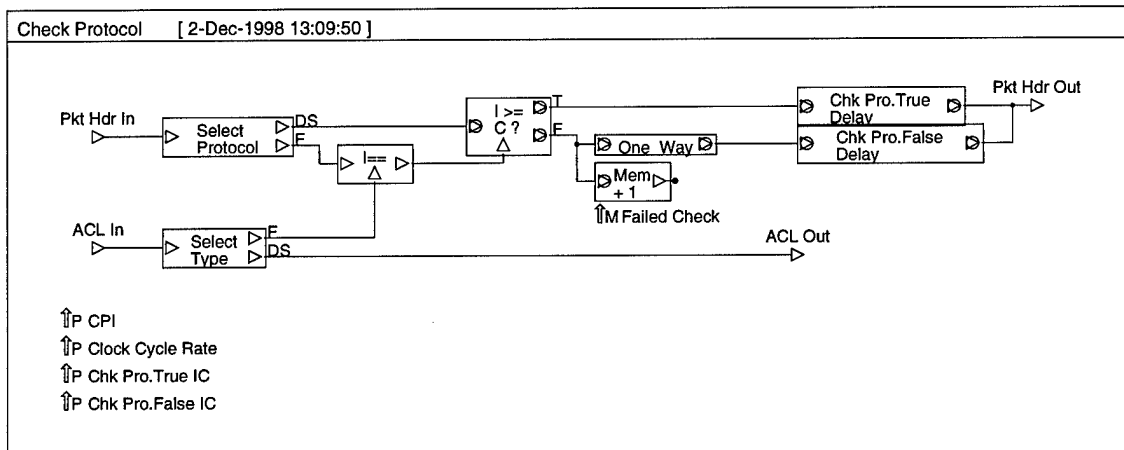 Check Protocol [ 2-Dec-1998 13:09:50 ]
Pkt Hdr In
Select
Protocol
DS
F
I==
I >=
C ?
T
F
One Way
Mem
+ 1
⇧M Failed Check
Chk Pro.True
Delay
Chk Pro.False
Delay
Pkt Hdr Out
ACL In
Select
Type
F
DS
ACL Out
⇧P CPI
⇧P Clock Cycle Rate
⇧P Chk Pro.True IC
⇧P Chk Pro.False IC